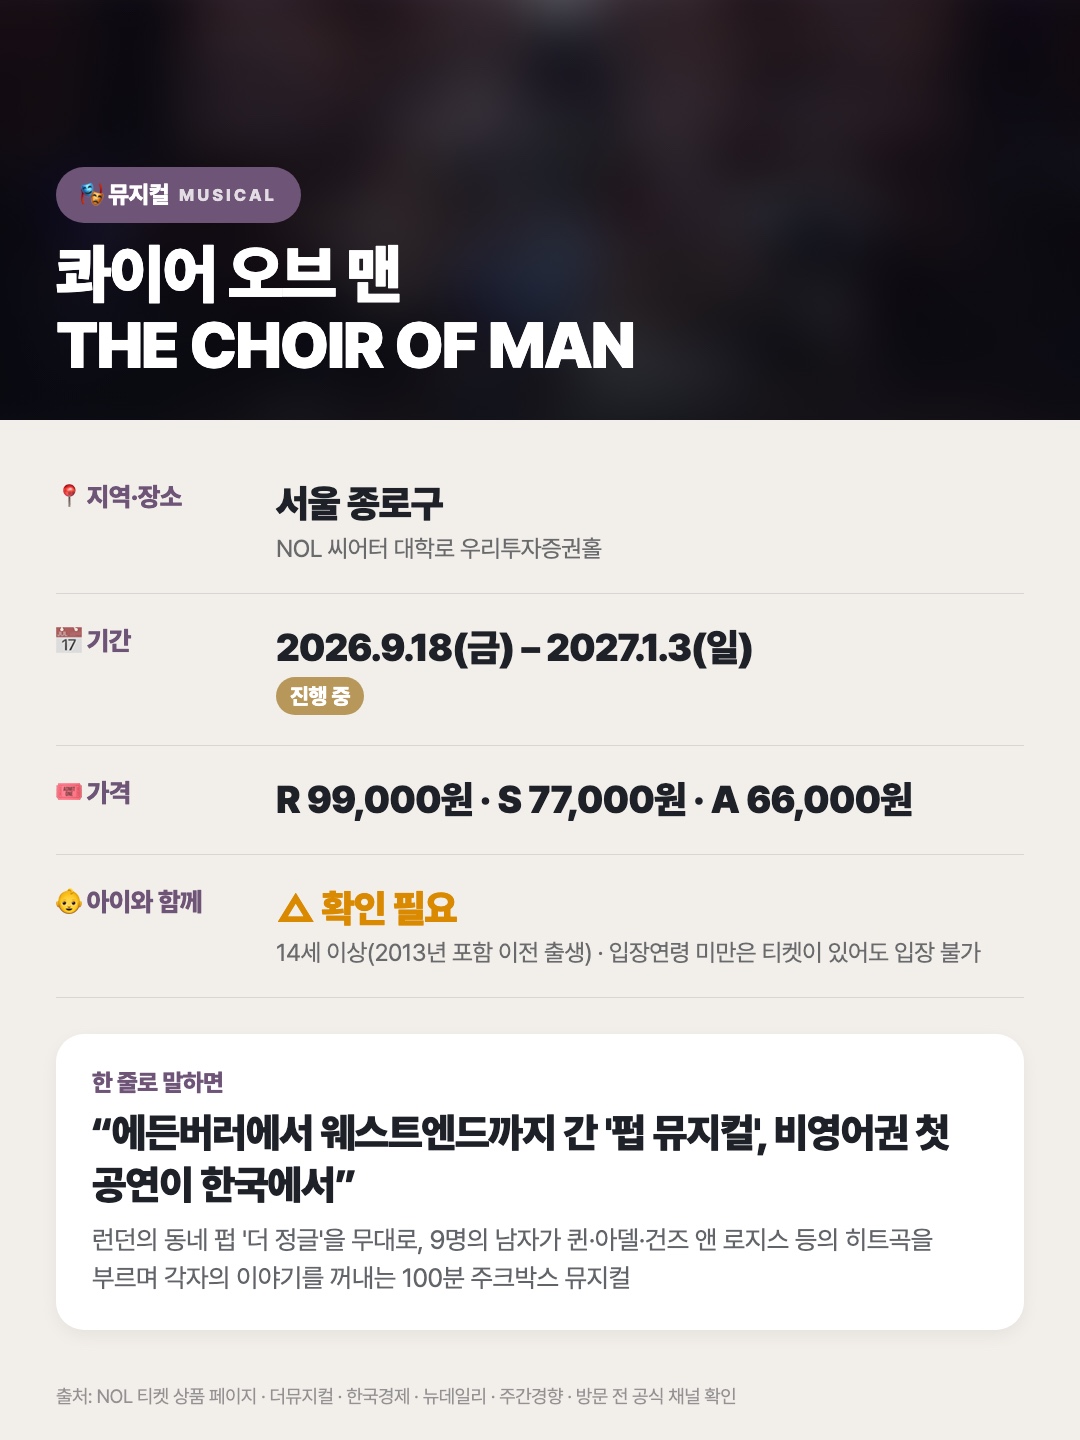 뮤지컬 MUSICAL
콰이어 오브 맨
THE CHOIR OF MAN
지역·장소
서울 종로구
NOL 씨어터 대학로 우리투자증권홀
17
기간
2026.9.18(금) – 2027.1.3(일)
진행 중
가격
R 99,000원 · S 77,000원 · A 66,000원
아이와 함께
△ 확인 필요
14세 이상(2013년 포함 이전 출생) · 입장연령 미만은 티켓이 있어도 입장 불가
한 줄로 말하면
“에든버러에서 웨스트엔드까지 간 '펍 뮤지컬', 비영어권 첫
공연이 한국에서”
런던의 동네 펍 '더 정글'을 무대로, 9명의 남자가 퀸·아델·건즈 앤 로지스 등의 히트곡을
부르며 각자의 이야기를 꺼내는 100분 주크박스 뮤지컬
출처: NOL 티켓 상품 페이지 · 더뮤지컬 · 한국경제 · 뉴데일리 · 주간경향 · 방문 전 공식 채널 확인